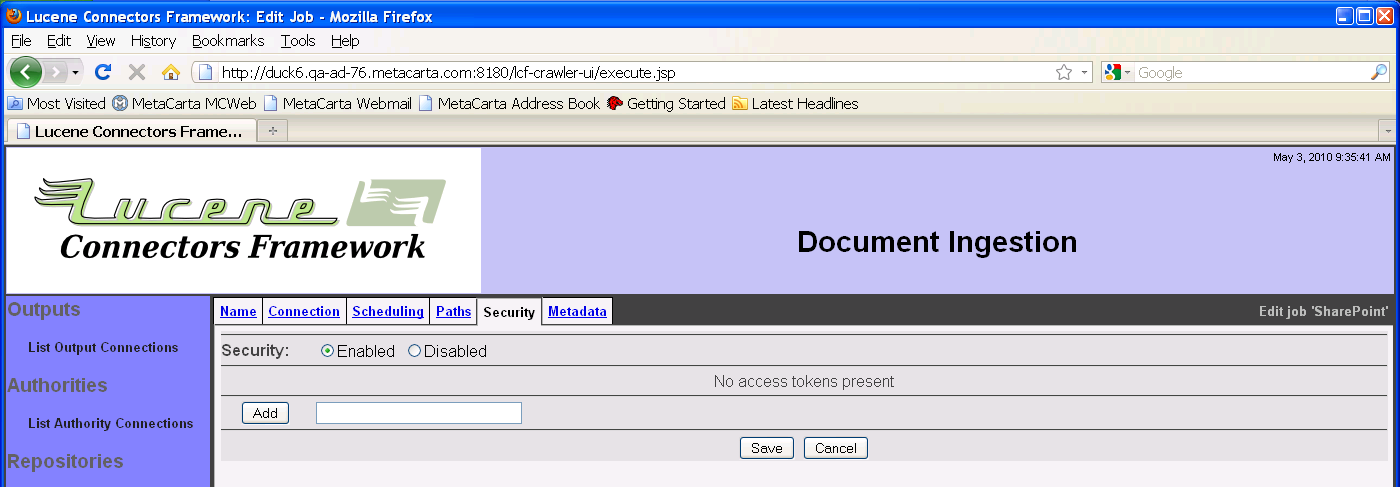 Lucene Connectors Framework: Edit Job - Mozilla Firefox
File Edit View History Bookmarks Tools Help
http://duck6.qa-ad-76.metacarta.com:8180/lcf-crawler-ui/execute.jsp Google
Most Visited MetaCarta MCWeb MetaCarta Webmail MetaCarta Address Book Getting Started Latest Headlines
Lucene Connectors Frame...
May 3, 2010 9:35:41 AM
Lucene
Connectors Framework
Document Ingestion
Outputs
List Output Connections
Authorities
List Authority Connections
Repositories
Name Connection Scheduling Paths Security Metadata Edit job 'SharePoint'
Security: Enabled Disabled
No access tokens present
Add
Save Cancel